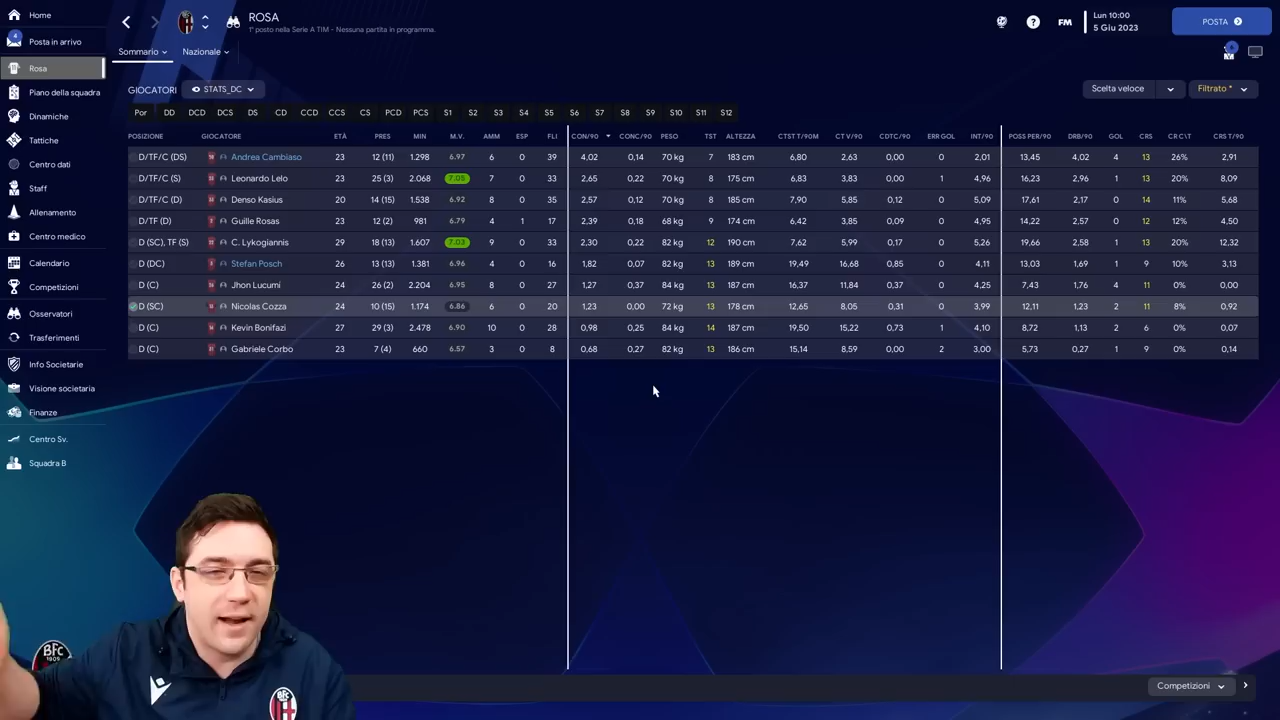 Home
4
Posta in arrivo
Rosa
Piano della squadra
Dinamiche
Tattiche
Centro dati
Staff
Allenamento
Centro medico
Calendario
Competizioni
Osservatori
Trasferimenti
Info Societarie
Visione societaria
Finanze
Centro Sv.
Squadra B
ROSA
1° posto nella Serie A TIM - Nessuna partita in programma.
FM
Lun 10:00
5 Giu 2023
POSTA
Sommario
Nazionale
GIOCATORI
STATS_DC
Scelta veloce
Filtrato *
Por DD DCD DCS DS CD CCD CCS CS PCD PCS S1 S2 S3 S4 S5 S6 S7 S8 S9 S10 S11 S12
POSIZIONE GIOCATORE ETÀ PRES MIN M.V. AMM ESP FLI CON/90 CONC/90 PESO TST ALTEZZA CTST T/90M CT V/90 CDTC/90 ERR GOL INT/90 POSS PER/90 DRB/90 GOL CRS CR C\T CRS T/90
D/TF/C (DS) Andrea Cambiaso 23 12 (11) 1.298 6.97 6 0 39 4,02 0,14 70 kg 7 183 cm 6,80 2,63 0,00 0 2,01 13,45 4,02 4 13 26% 2,91
D/TF/C (S) Leonardo Lelo 23 25 (3) 2.068 7.05 7 0 33 2,65 0,22 70 kg 8 175 cm 6,83 3,83 0,00 1 4,96 16,23 2,96 1 13 20% 8,09
D/TF/C (D) Denso Kasius 20 14 (15) 1.538 6.92 8 0 35 2,57 0,12 70 kg 8 185 cm 7,90 5,85 0,12 0 5,09 17,61 2,17 0 14 11% 5,68
D/TF (D) Guille Rosas 23 12 (2) 981 6.79 4 1 17 2,39 0,18 68 kg 9 174 cm 6,42 3,85 0,09 0 4,95 14,22 2,57 0 12 12% 4,50
D (SC), TF (S) C. Lykogiannis 29 18 (13) 1.607 7.03 9 0 33 2,30 0,22 82 kg 12 190 cm 7,62 5,99 0,17 0 5,26 19,66 2,58 1 13 20% 12,32
D (DC) Stefan Posch 26 13 (13) 1.381 6.96 4 0 16 1,82 0,07 82 kg 13 189 cm 19,49 16,68 0,85 0 4,11 13,03 1,69 1 9 10% 3,13
D (C) Jhon Lucumí 24 26 (2) 2.204 6.95 8 0 27 1,27 0,37 84 kg 13 187 cm 16,37 11,84 0,24 0 4,25 7,43 1,76 4 11 0% 0,00
D (SC) Nicolas Cozza 24 10 (15) 1.174 6.86 6 0 20 1,23 0,00 72 kg 13 178 cm 12,65 8,05 0,31 0 3,99 12,11 1,23 2 11 8% 0,92
D (C) Kevin Bonifazi 27 29 (3) 2.478 6.90 10 0 28 0,98 0,25 84 kg 14 187 cm 19,50 15,22 0,73 1 4,10 8,72 1,13 2 6 0% 0,07
D (C) Gabriele Corbo 23 7 (4) 660 6.57 3 0 8 0,68 0,27 82 kg 13 186 cm 15,14 8,59 0,00 2 3,00 5,73 0,27 1 9 0% 0,14
BFC
1909
BFC
Competizioni